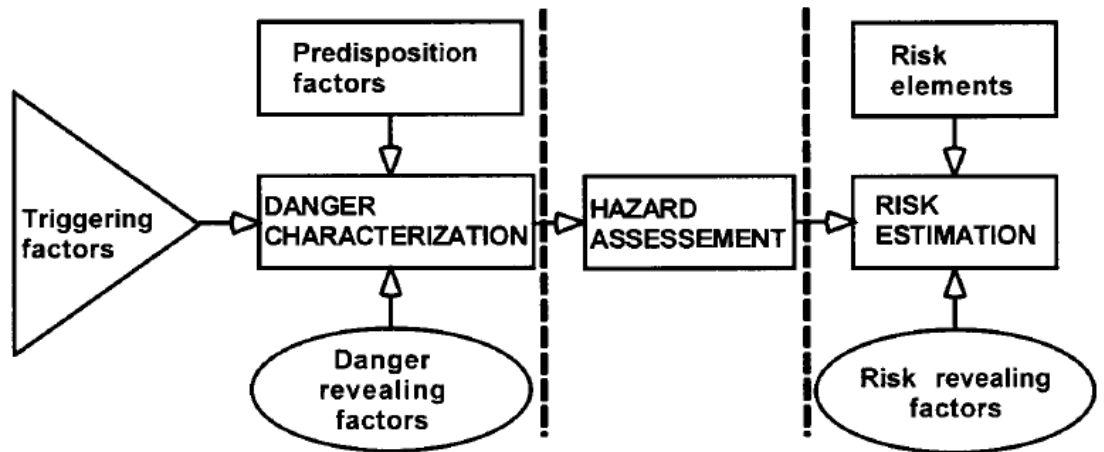 Predisposition
factors
Risk
elements
Triggering
factors
DANGER
CHARACTERIZATION
HAZARD
ASSESSEMENT
RISK
ESTIMATION
Danger
revealing
factors
Risk revealing
factors